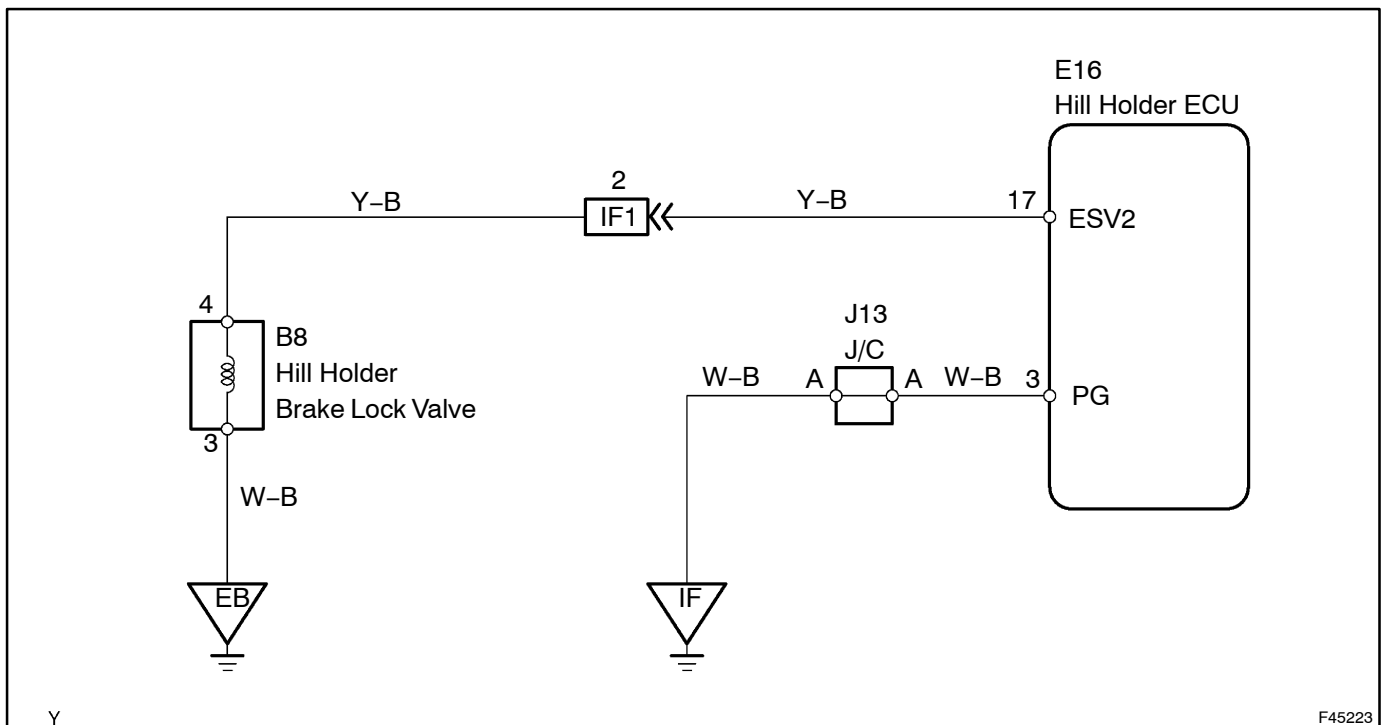 E16
Hill Holder ECU
2
Y–B
IF1
Y–B
17
ESV2
4
B8
Hill Holder
Brake Lock Valve
3
J13
J/C
W–B
A
A
W–B
3
PG
W–B
EB
IF
Y
F45223